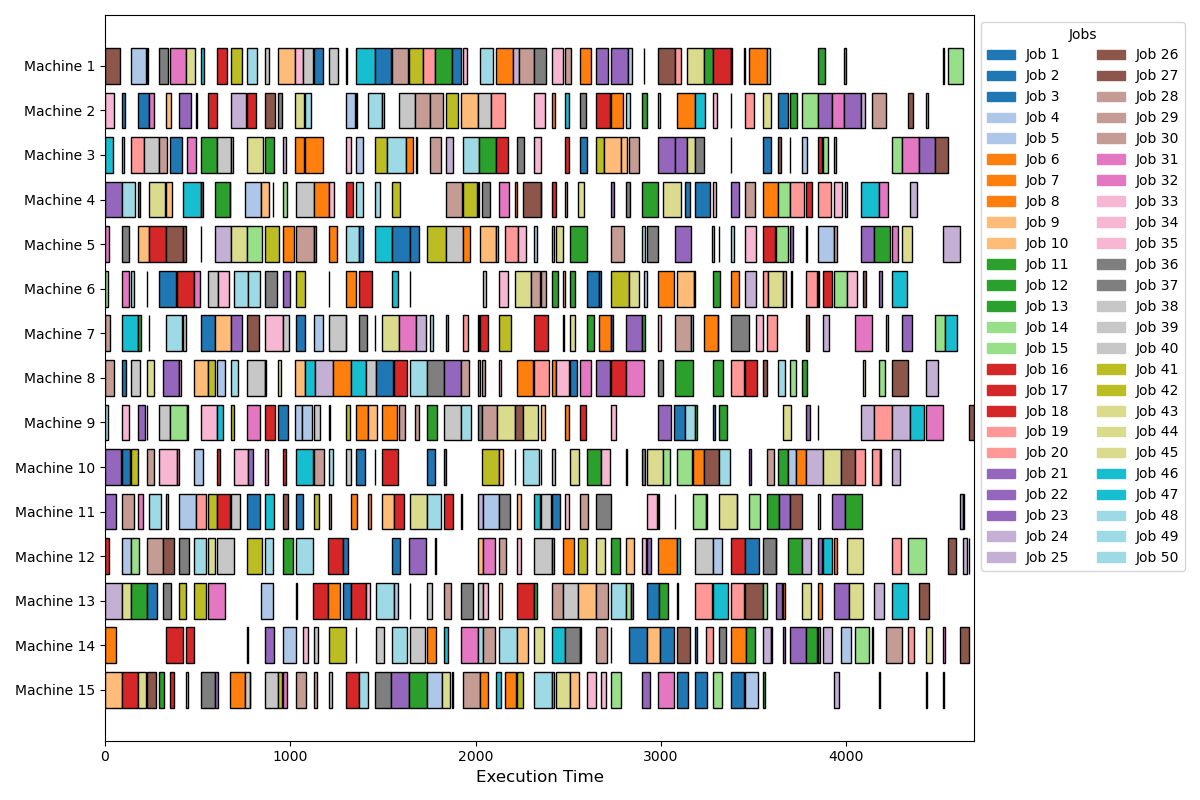 Machine 1
Machine 2
Machine 3
Machine 4
Machine 5
Machine 6
Machine 7
Machine 8
Machine 9
Machine 10
Machine 11
Machine 12
Machine 13
Machine 14
Machine 15
0 1000 2000 3000 4000
Execution Time
Jobs
Job 1
Job 2
Job 3
Job 4
Job 5
Job 6
Job 7
Job 8
Job 9
Job 10
Job 11
Job 12
Job 13
Job 14
Job 15
Job 16
Job 17
Job 18
Job 19
Job 20
Job 21
Job 22
Job 23
Job 24
Job 25
Job 26
Job 27
Job 28
Job 29
Job 30
Job 31
Job 32
Job 33
Job 34
Job 35
Job 36
Job 37
Job 38
Job 39
Job 40
Job 41
Job 42
Job 43
Job 44
Job 45
Job 46
Job 47
Job 48
Job 49
Job 50